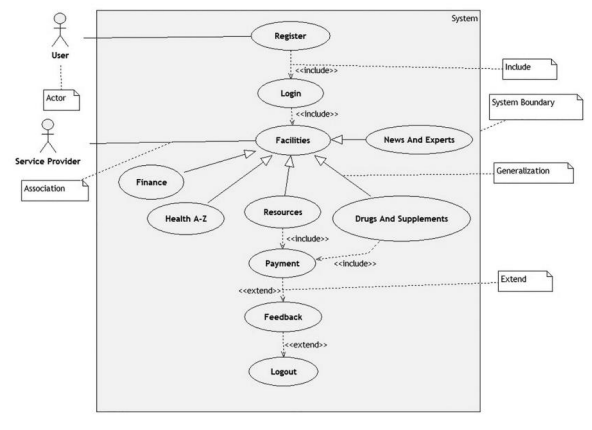 System
Register
User
<<include>>
Include
Actor
Login
<<include>>
System Boundary
Facilities
News And Experts
Service Provider
Association
Finance
Generalization
Health A-Z
Resources
Drugs And Supplements
<<include>>
Payment
<<include>>
<<extend>>
Extend
Feedback
<<extend>>
Logout